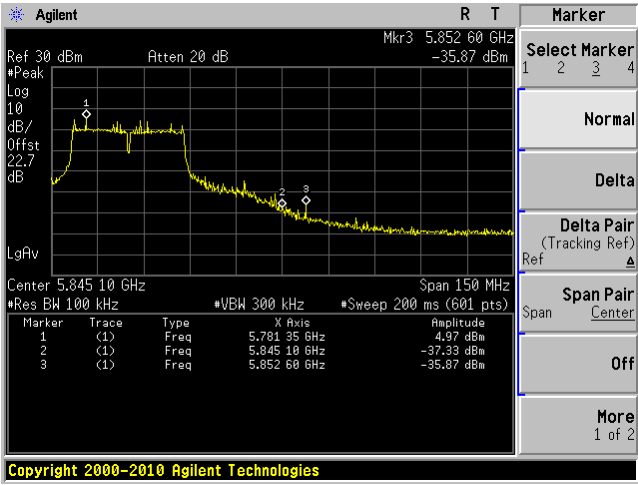 Agilent R T Marker
Mkr3 5.852 60 GHz
Ref 30 dBm Atten 20 dB -35.87 dBm
#Peak
Log
10
dB/
Offst
22.7
dB
LgAv
1
2
3
Center 5.845 10 GHz Span 150 MHz
#Res BW 100 kHz #VBW 300 kHz #Sweep 200 ms (601 pts)
Marker Trace Type X Axis Amplitude
1 (1) Freq 5.781 35 GHz 4.97 dBm
2 (1) Freq 5.845 10 GHz -37.33 dBm
3 (1) Freq 5.852 60 GHz -35.87 dBm
Select Marker
1 2 3 4
Normal
Delta
Delta Pair
(Tracking Ref)
Ref Δ
Span Pair
Span Center
Off
More
1 of 2
Copyright 2000-2010 Agilent Technologies